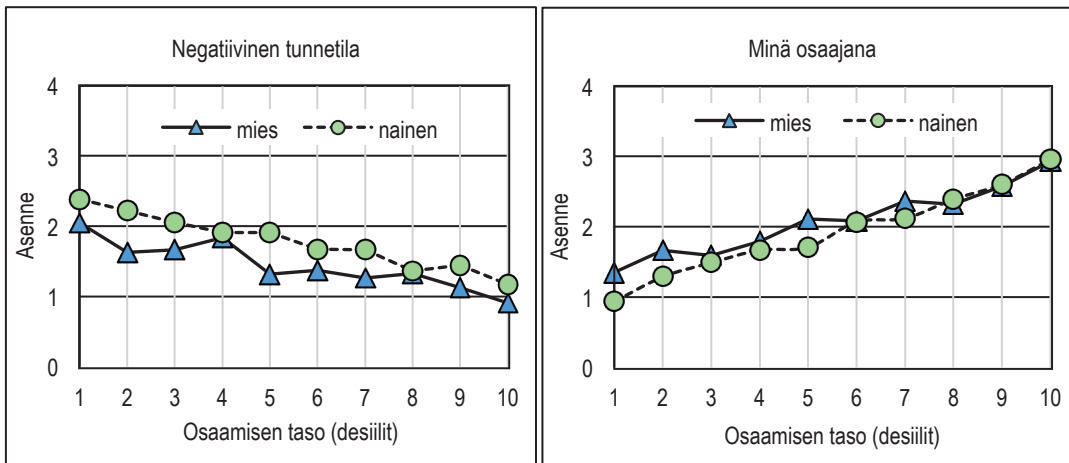 Negatiivinen tunnetila
4
3
2
1
0
Asenne
mies
nainen
1 2 3 4 5 6 7 8 9 10
Osaamisen taso (desiilit)
Minä osaajana
4
3
2
1
0
Asenne
mies
nainen
1 2 3 4 5 6 7 8 9 10
Osaamisen taso (desiilit)